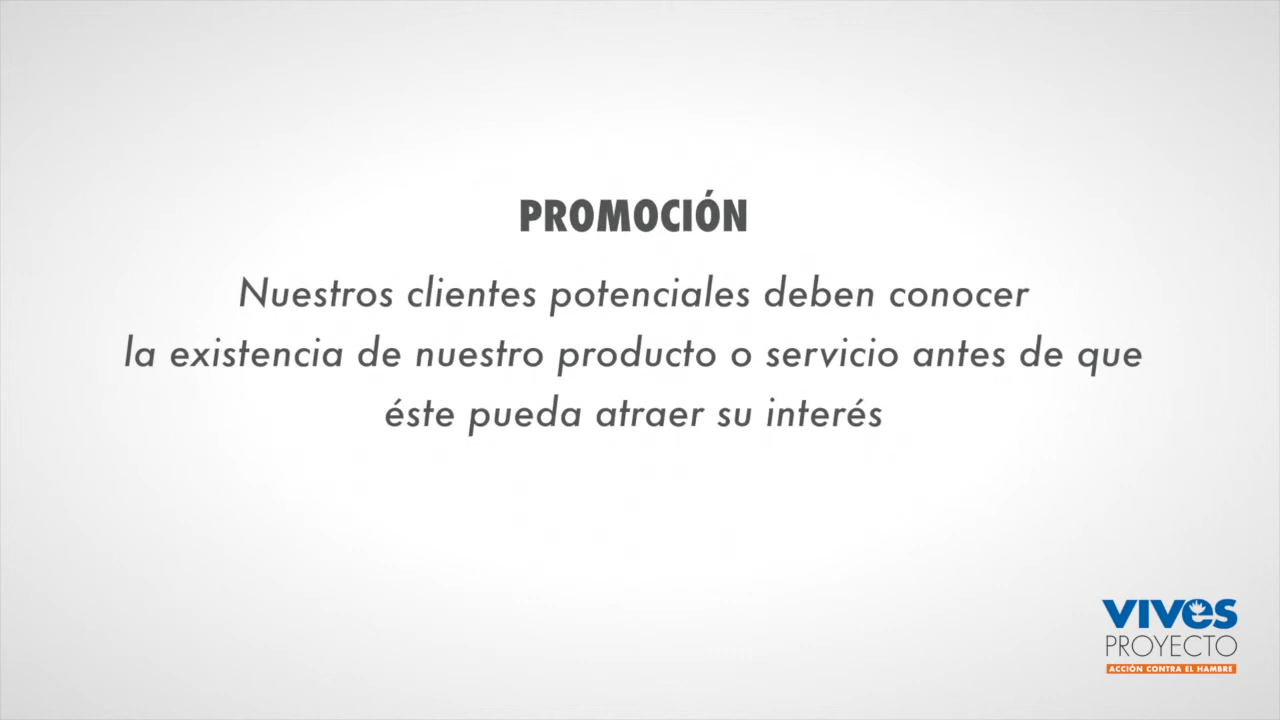 PROMOCIÓN
Nuestros clientes potenciales deben conocer
la existencia de nuestro producto o servicio antes de que
éste pueda atraer su interés
VIVES
PROYECTO
ACCIÓN CONTRA EL HAMBRE